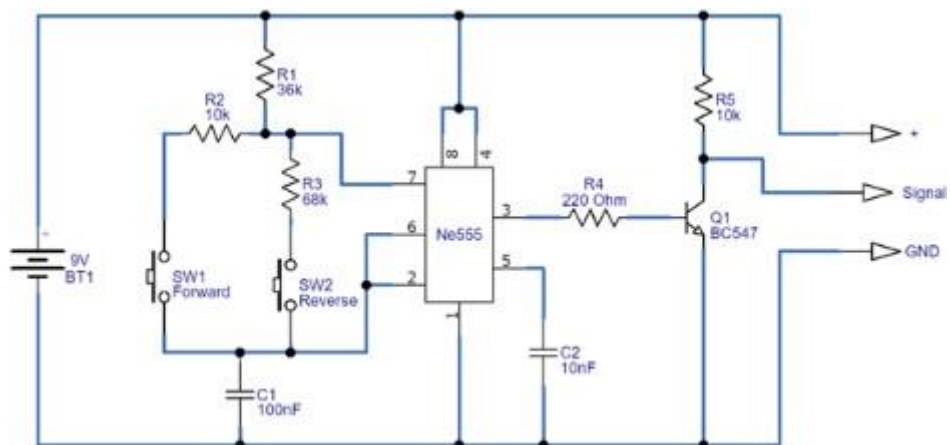 R1
36k
R2
10k
R3
68k
SW1
Forward
SW2
Reverse
9V
BT1
C1
100nF
8
4
7
6
2
Ne555
3
5
1
R4
220 Ohm
C2
10nF
R5
10k
Q1
BC547
+
Signal
GND